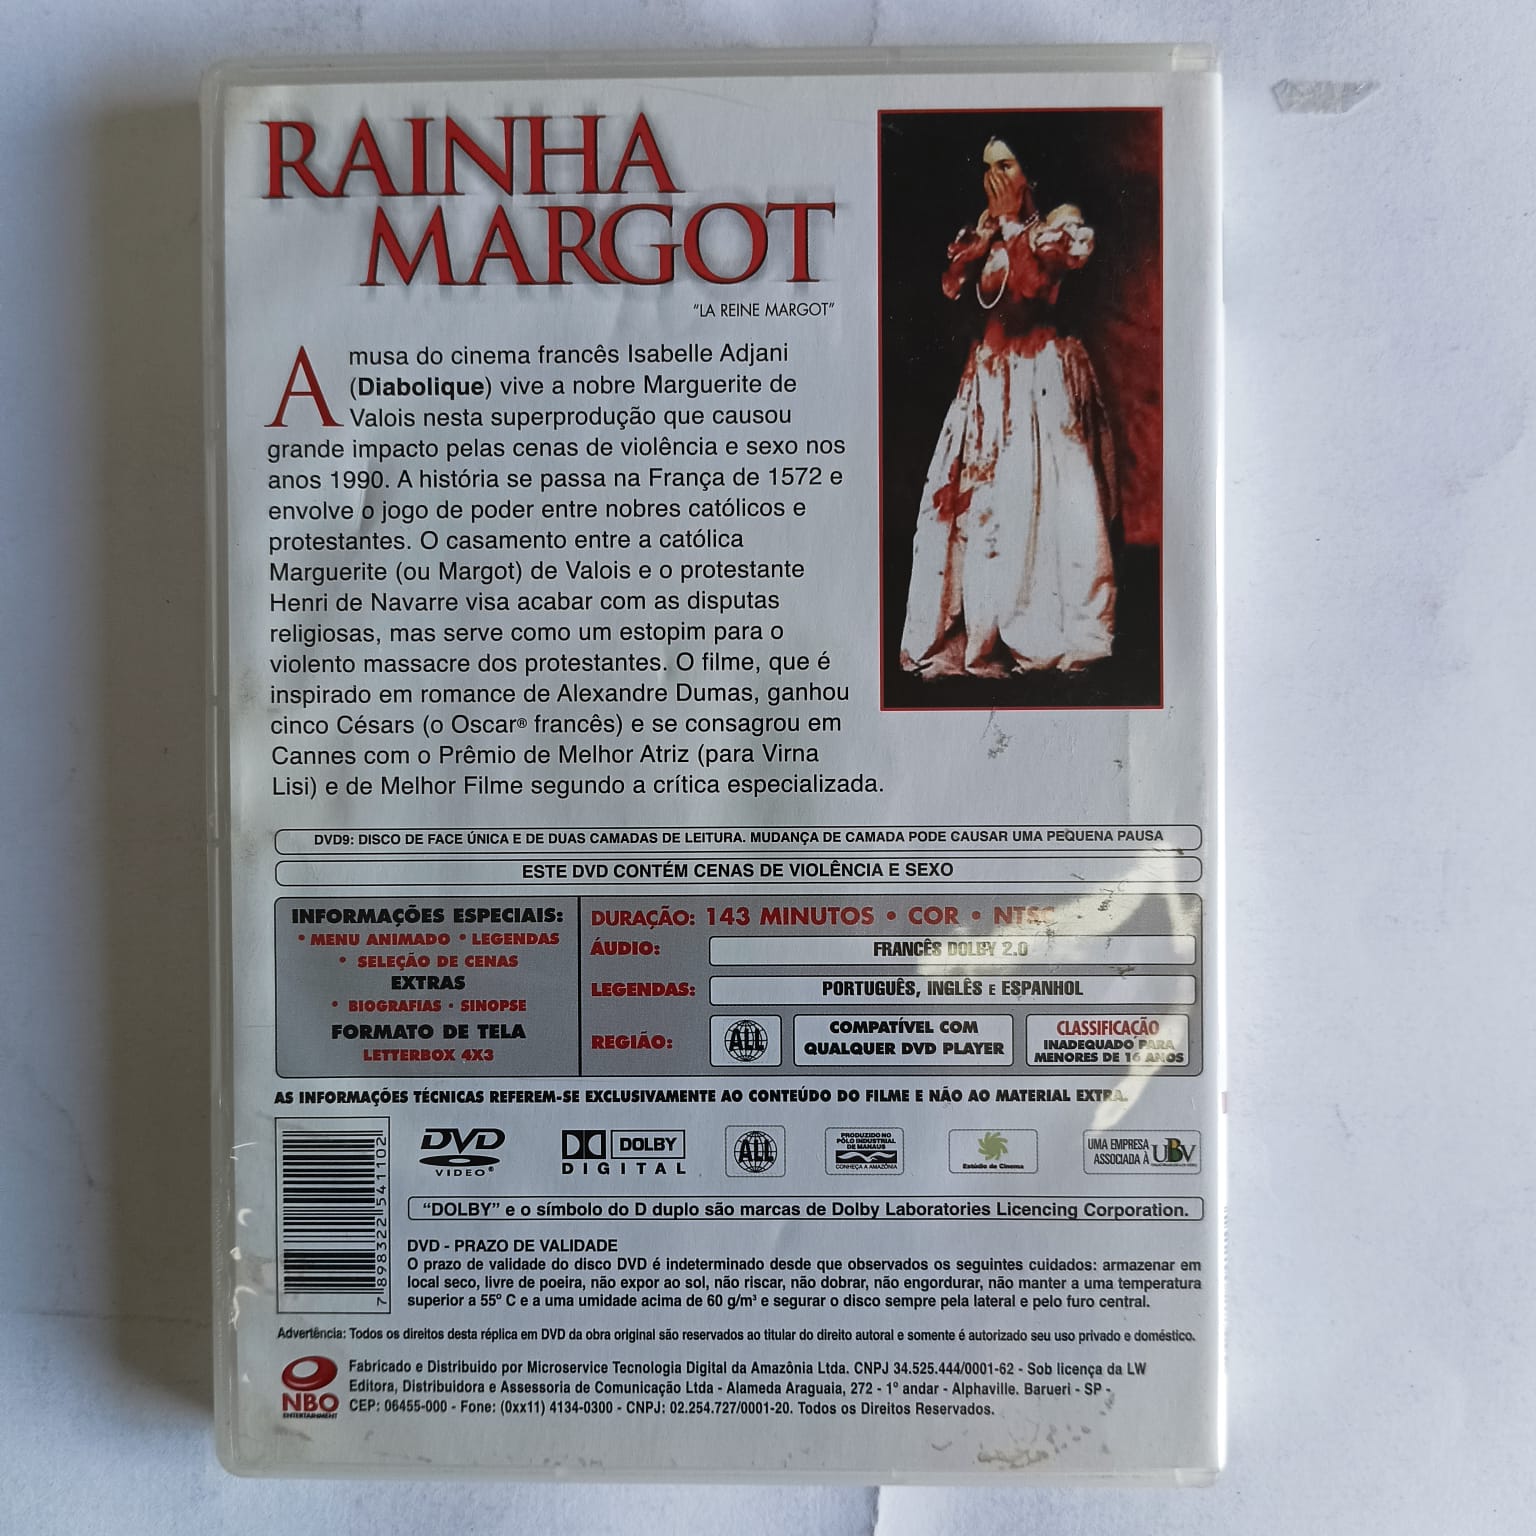 RAINHA
MARGOT
“LA REINE MARGOT”
A musa do cinema francês Isabelle Adjani
(Diabolique) vive a nobre Marguerite de
Valois nesta superprodução que causou
grande impacto pelas cenas de violência e sexo nos
anos 1990. A história se passa na França de 1572 e
envolve o jogo de poder entre nobres católicos e
protestantes. O casamento entre a católica
Marguerite (ou Margot) de Valois e o protestante
Henri de Navarre visa acabar com as disputas
religiosas, mas serve como um estopim para o
violento massacre dos protestantes. O filme, que é
inspirado em romance de Alexandre Dumas, ganhou
cinco Césars (o Oscar® francês) e se consagrou em
Cannes com o Prêmio de Melhor Atriz (para Virna
Lisi) e de Melhor Filme segundo a crítica especializada.
DVD9: DISCO DE FACE ÚNICA E DE DUAS CAMADAS DE LEITURA. MUDANÇA DE CAMADA PODE CAUSAR UMA PEQUENA PAUSA
ESTE DVD CONTÉM CENAS DE VIOLÊNCIA E SEXO
INFORMAÇÕES ESPECIAIS:
• MENU ANIMADO • LEGENDAS
• SELEÇÃO DE CENAS
EXTRAS
• BIOGRAFIAS • SINOPSE
FORMATO DE TELA
LETTERBOX 4X3
DURAÇÃO: 143 MINUTOS • COR • NTSC
ÁUDIO: FRANCÊS DOLBY 2.0
LEGENDAS: PORTUGUÊS, INGLÊS E ESPANHOL
REGIÃO: ALL
COMPATÍVEL COM
QUALQUER DVD PLAYER
CLASSIFICAÇÃO
INADEQUADO PARA
MENORES DE 16 ANOS
AS INFORMAÇÕES TÉCNICAS REFEREM-SE EXCLUSIVAMENTE AO CONTEÚDO DO FILME E NÃO AO MATERIAL EXTRA.
7 898322 541102
DVD
VIDEO
DOLBY
DIGITAL
ALL
PRODUZIDO NO
PÓLO INDUSTRIAL
DE MANAUS
CONHEÇA A AMAZÔNIA
Estúdio de Cinema
UMA EMPRESA
ASSOCIADA À UBV
“DOLBY” e o símbolo do D duplo são marcas de Dolby Laboratories Licencing Corporation.
DVD - PRAZO DE VALIDADE
O prazo de validade do disco DVD é indeterminado desde que observados os seguintes cuidados: armazenar em
local seco, livre de poeira, não expor ao sol, não riscar, não dobrar, não engordurar, não manter a uma temperatura
superior a 55º C e a uma umidade acima de 60 g/m³ e segurar o disco sempre pela lateral e pelo furo central.
Advertência: Todos os direitos desta réplica em DVD da obra original são reservados ao titular do direito autoral e somente é autorizado seu uso privado e doméstico.
NBO
ENTERTAINMENT
Fabricado e Distribuido por Microservice Tecnologia Digital da Amazônia Ltda. CNPJ 34.525.444/0001-62 - Sob licença da LW
Editora, Distribuidora e Assessoria de Comunicação Ltda - Alameda Araguaia, 272 - 1º andar - Alphaville. Barueri - SP -
CEP: 06455-000 - Fone: (0xx11) 4134-0300 - CNPJ: 02.254.727/0001-20. Todos os Direitos Reservados.